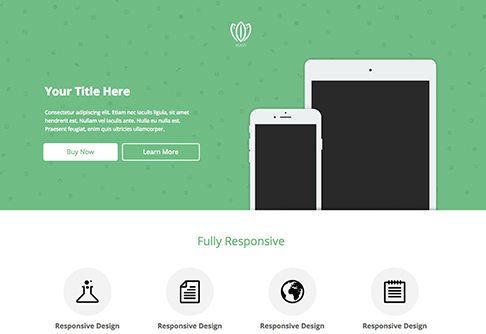 Your Title Here
Consectetur adipiscing elit. Etiam nec iaculis ligula, sit amet
hendrerit est. Nullam vel iaculis ante. Nulla eu nulla est.
Praesent feugiat, enim quis ultricies ullamcorper.
Buy Now
Learn More
Fully Responsive
Responsive Design
Responsive Design
Responsive Design
Responsive Design